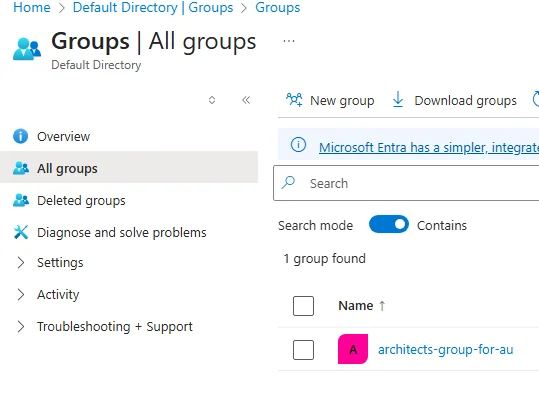 Home > Default Directory | Groups > Groups
Groups | All groups ...
Default Directory
New group
Download groups
Overview
Microsoft Entra has a simpler, integrate
All groups
Search
Deleted groups
Search mode Contains
Diagnose and solve problems
Settings
1 group found
Activity
Name ↑
Troubleshooting + Support
A architects-group-for-au